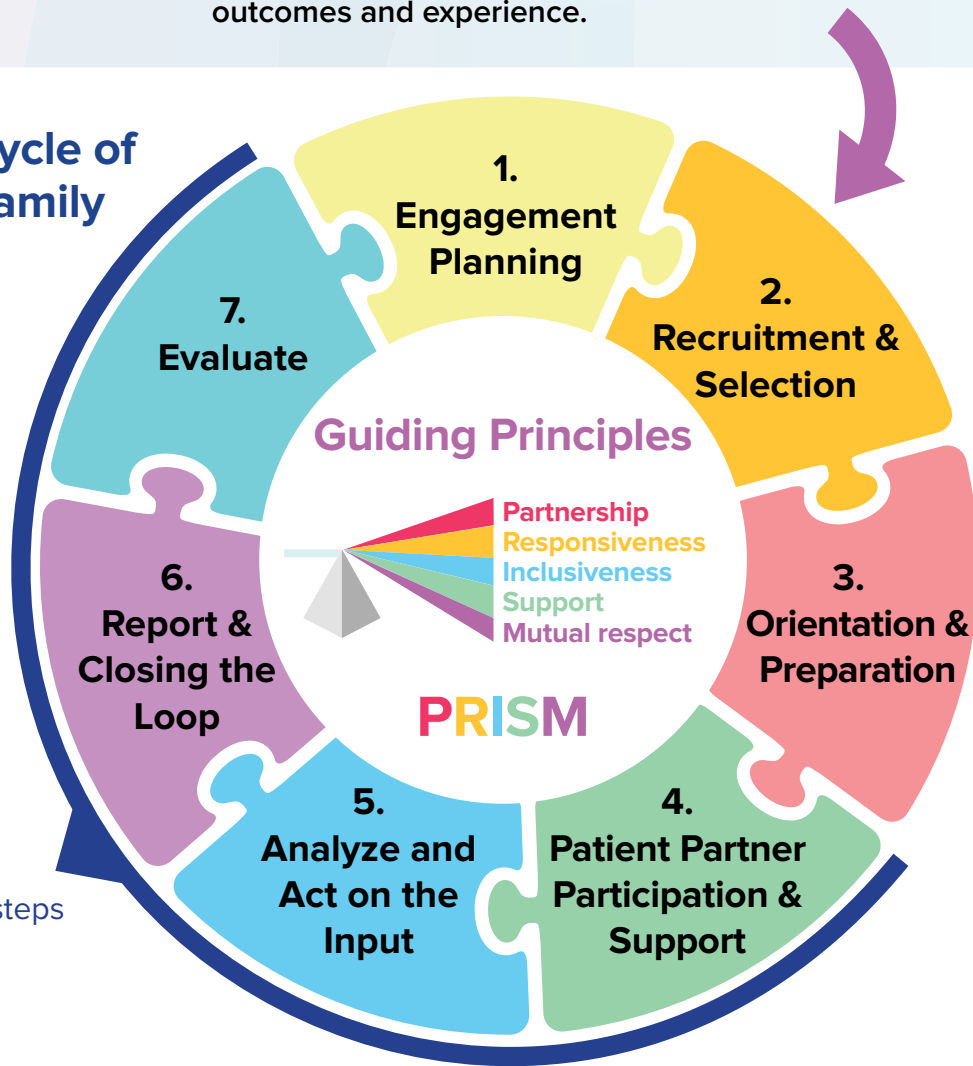 outcomes and experience.
ycle of
amily
1.
Engagement
Planning
2.
Recruitment &
Selection
3.
Orientation &
Preparation
4.
Patient Partner
Participation &
Support
5.
Analyze and
Act on the
Input
6.
Report &
Closing the
Loop
7.
Evaluate
Guiding Principles
Partnership
Responsiveness
Inclusiveness
Support
Mutual respect
PRISM
steps